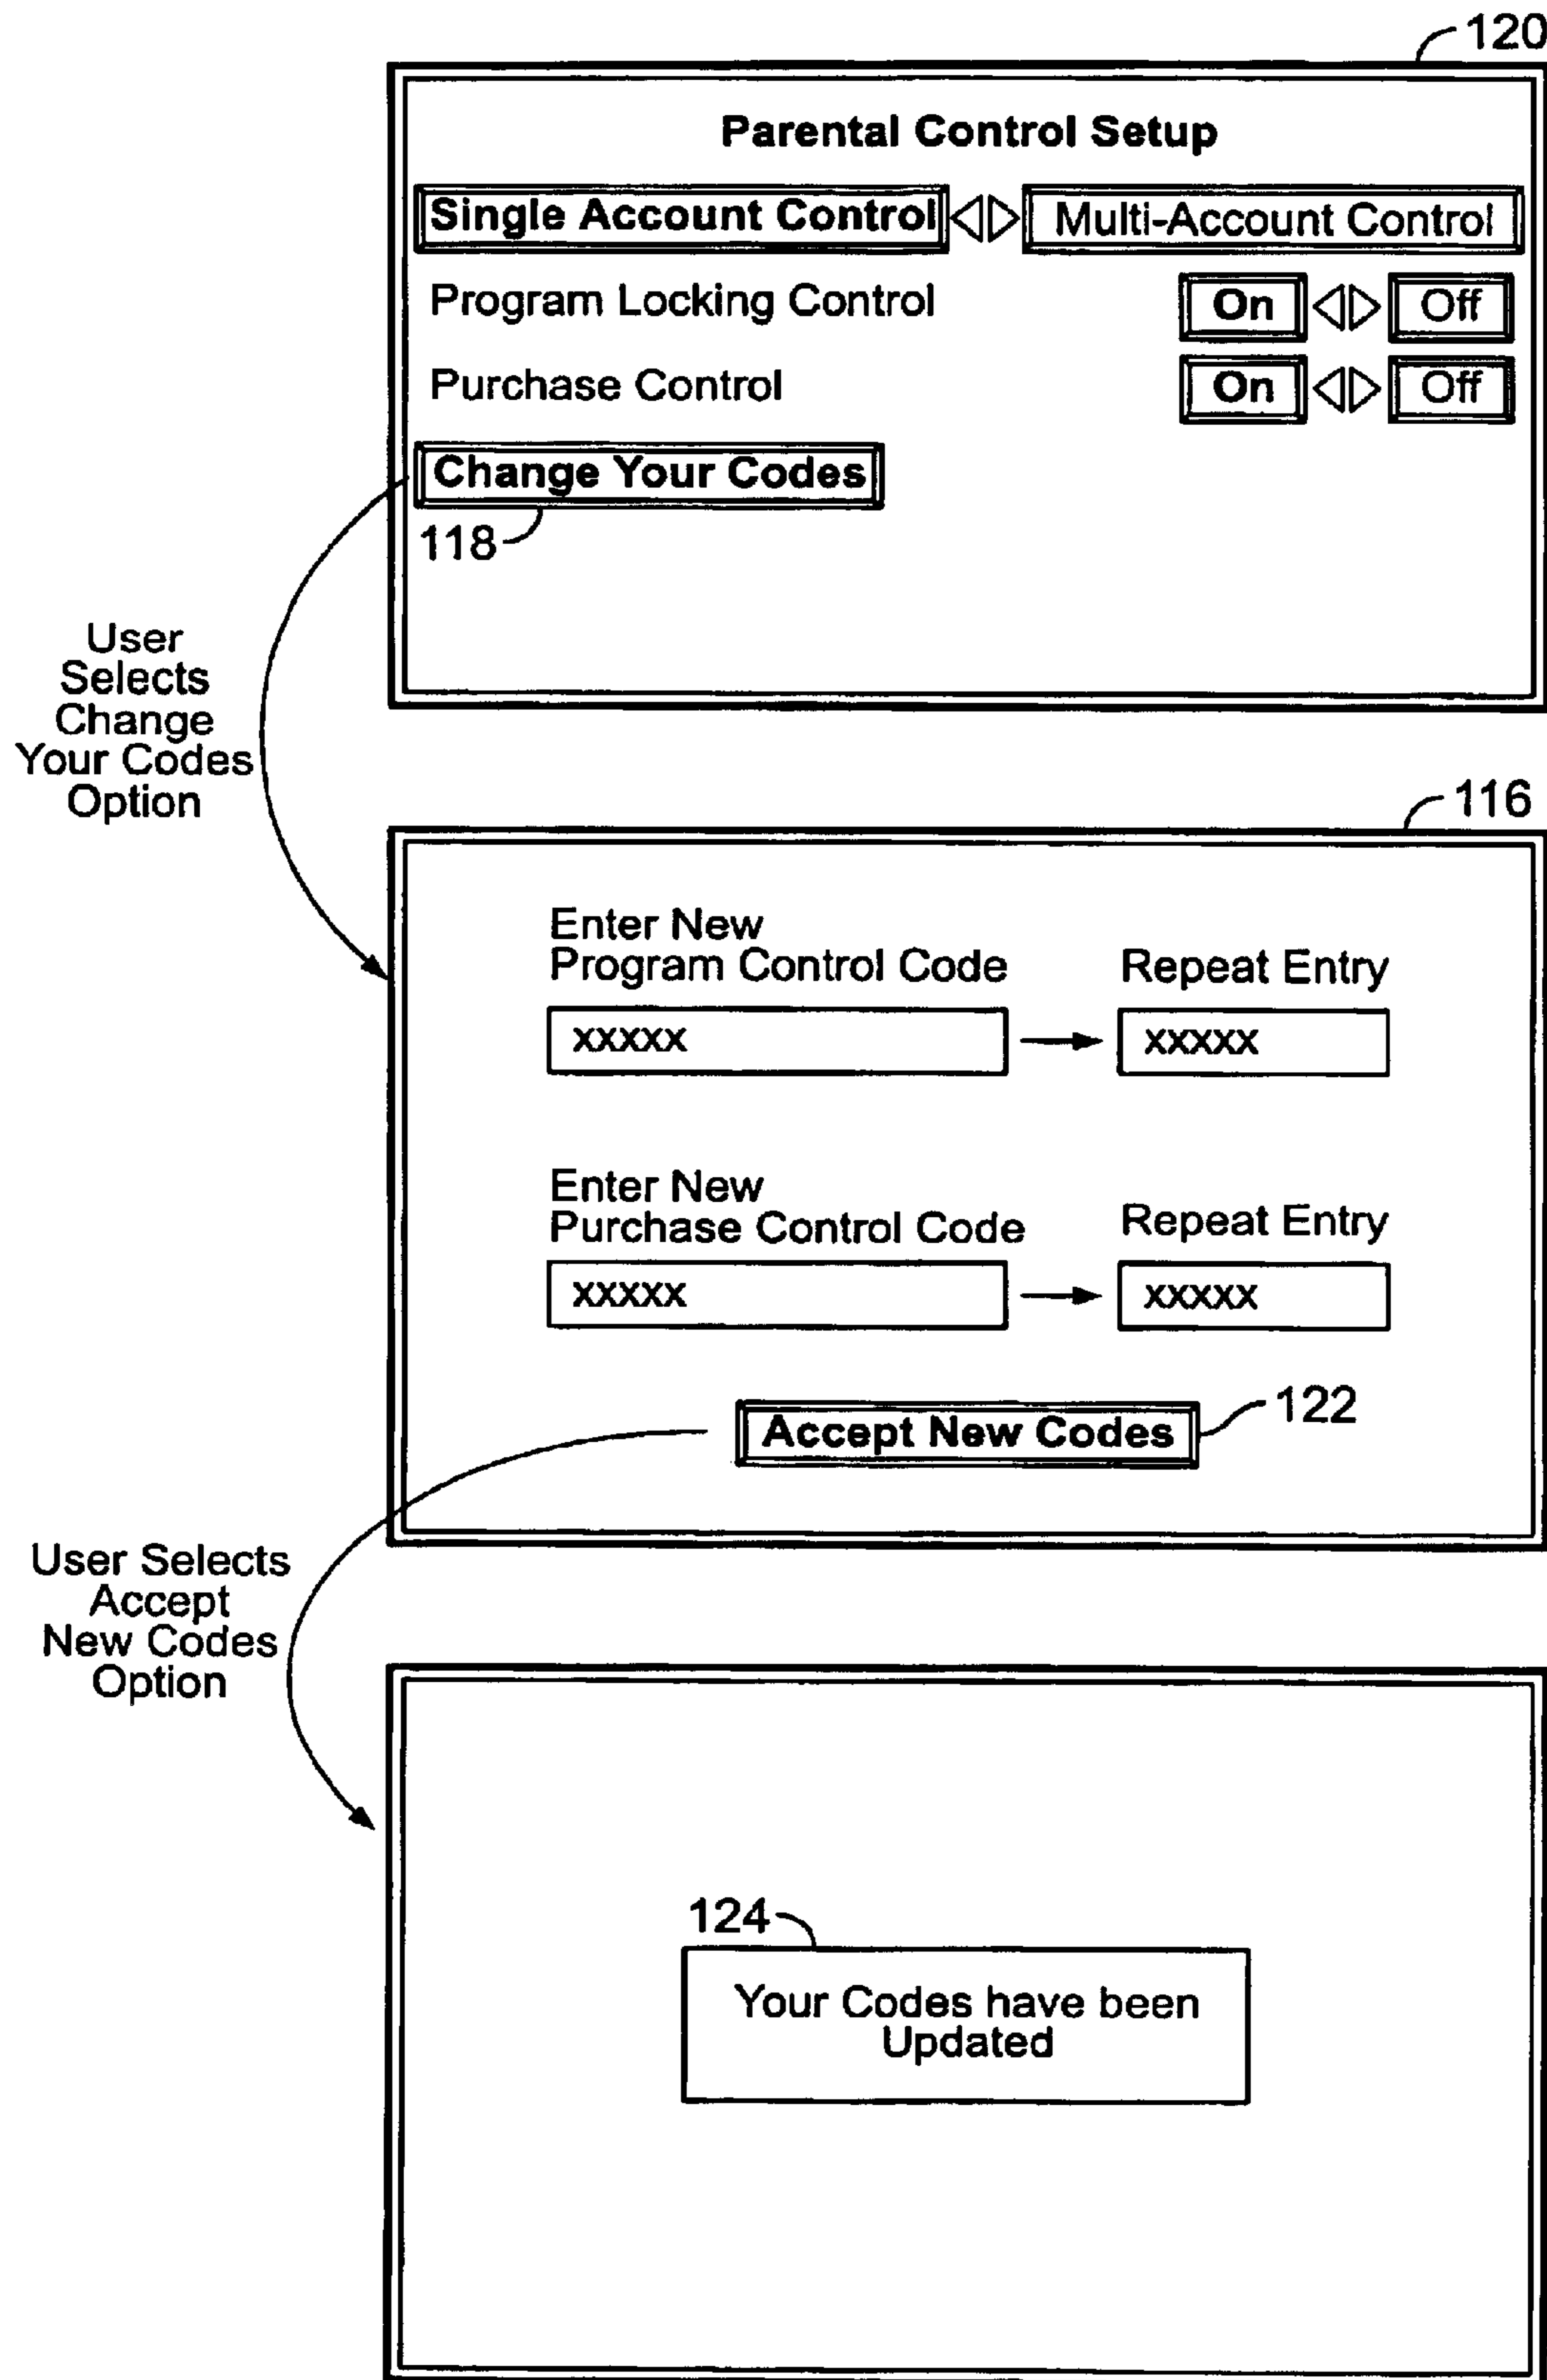 120
Parental Control Setup
Single Account Control Multi-Account Control
Program Locking Control On Off
Purchase Control On Off
Change Your Codes
118
User
Selects
Change
Your Codes
Option
116
Enter New
Program Control Code Repeat Entry
xxxxx xxxxx
Enter New
Purchase Control Code Repeat Entry
xxxxx xxxxx
Accept New Codes 122
User Selects
Accept
New Codes
Option
124
Your Codes have been
Updated